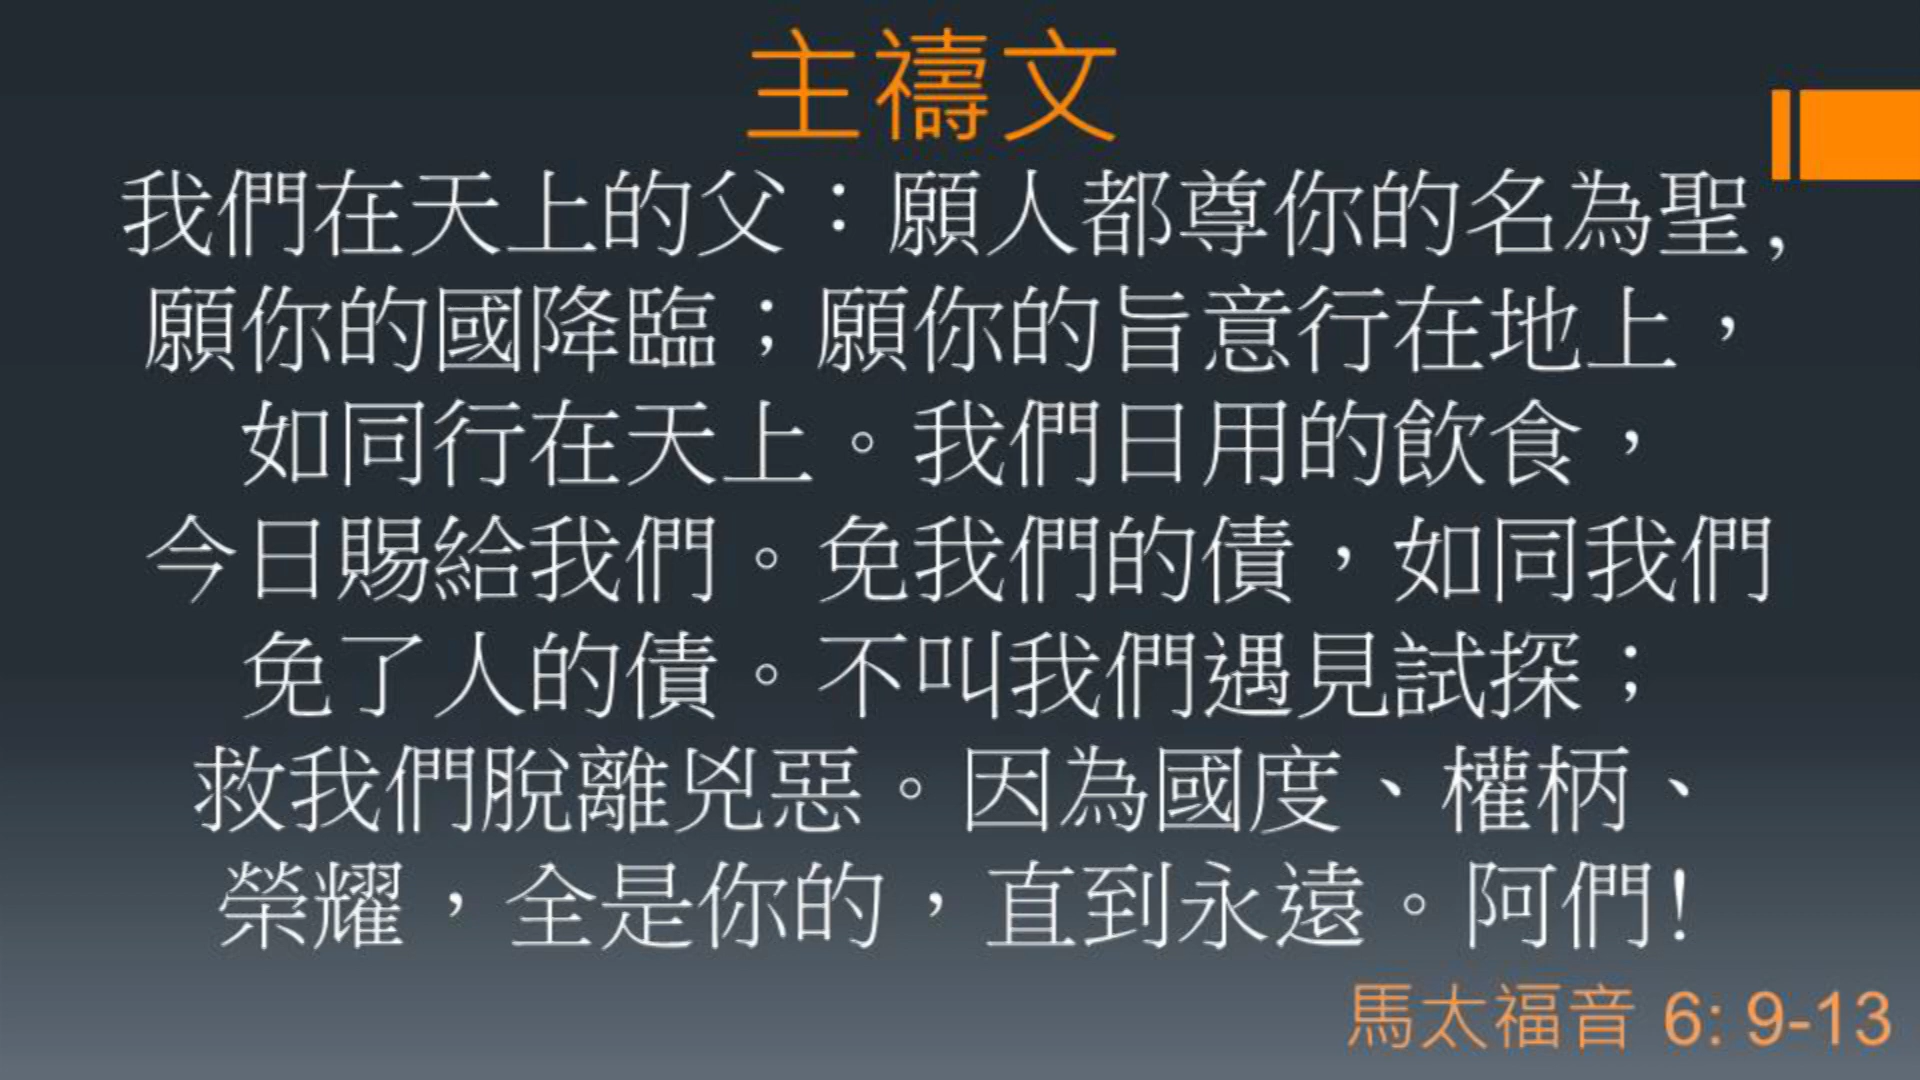 主禱文
我們在天上的父：願人都尊你的名為聖,
願你的國降臨；願你的旨意行在地上，
如同行在天上。我們日用的飲食，
今日賜給我們。免我們的債，如同我們
免了人的債。不叫我們遇見試探；
救我們脫離兇惡。因為國度、權柄、
榮耀，全是你的，直到永遠。阿們!
馬太福音 6: 9-13